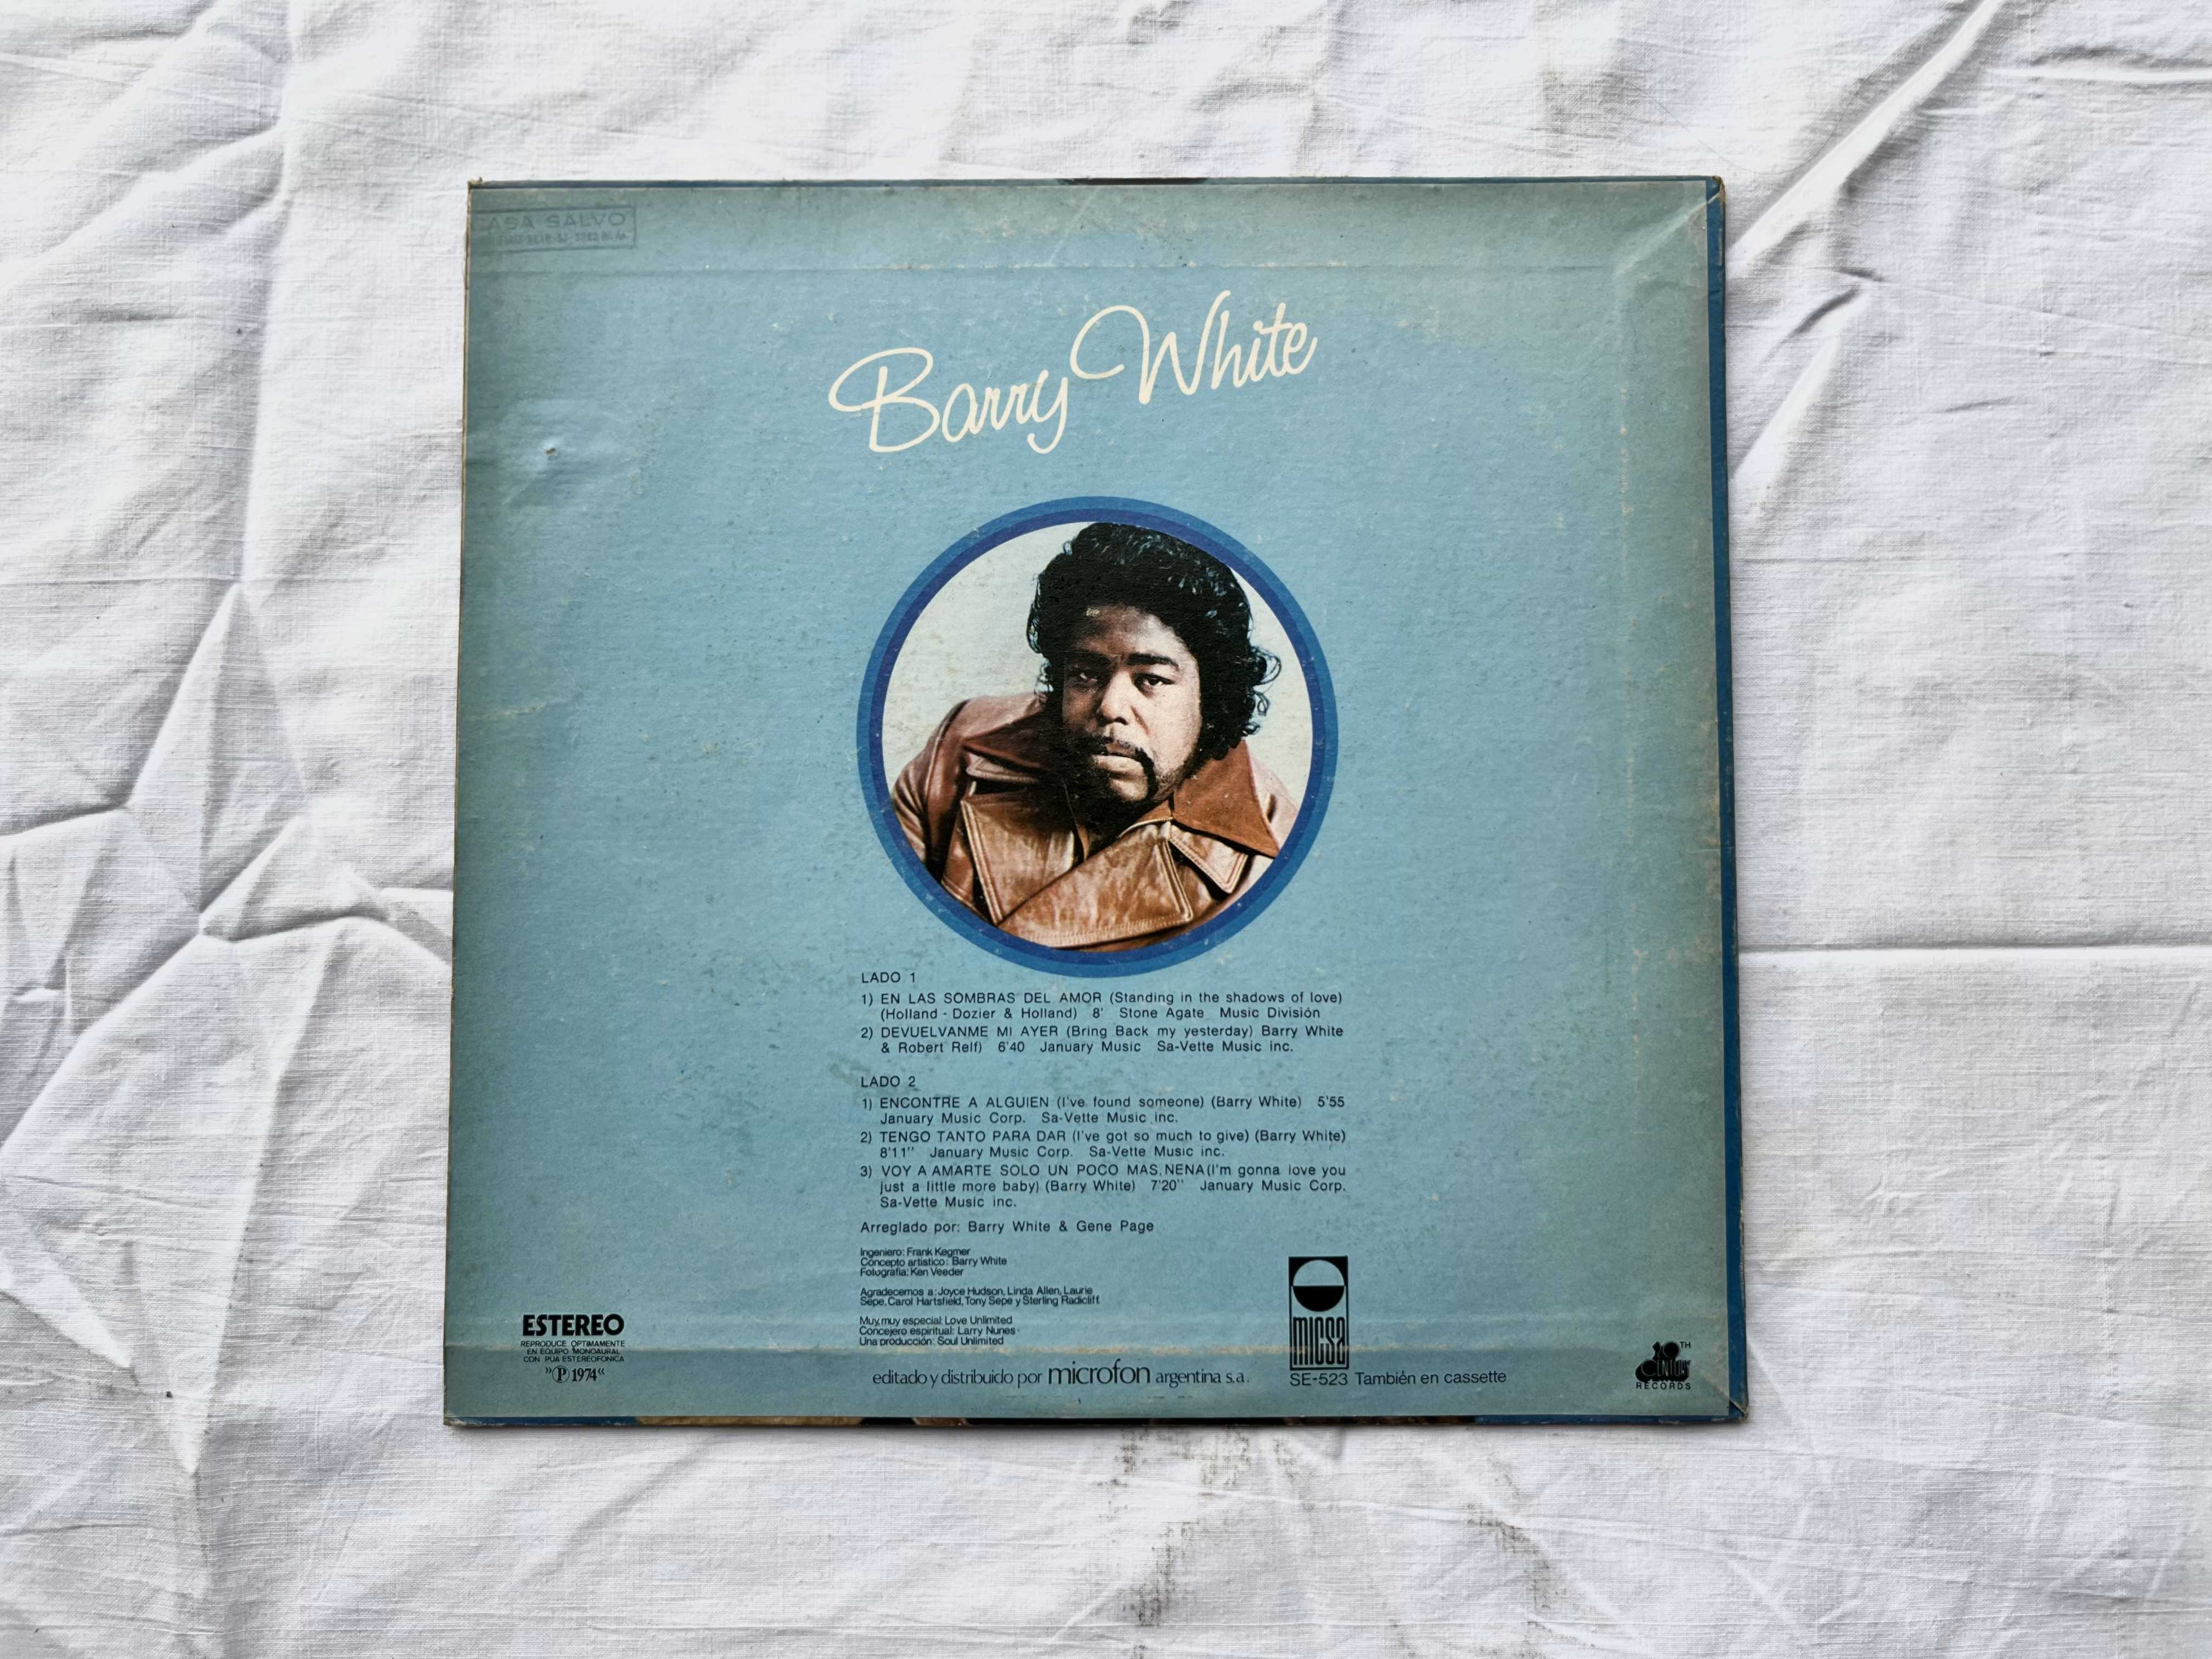 ASA SALVO
Barry White
LADO 1
1) EN LAS SOMBRAS DEL AMOR (Standing in the shadows of love)
(Holland - Dozier & Holland) 8' Stone Agate Music División
2) DEVUELVANME MI AYER (Bring Back my yesterday) Barry White
& Robert Relf) 6'40 January Music Sa-Vette Music inc.
LADO 2
1) ENCONTRE A ALGUIEN (I've found someone) (Barry White) 5'55
January Music Corp. Sa-Vette Music inc.
2) TENGO TANTO PARA DAR (I've got so much to give) (Barry White)
8'11'' January Music Corp. Sa-Vette Music inc.
3) VOY A AMARTE SOLO UN POCO MAS, NENA (I'm gonna love you
just a little more baby) (Barry White) 7'20'' January Music Corp.
Sa-Vette Music inc.
Arreglado por: Barry White & Gene Page
Ingeniero: Frank Kegmer
Concepto artistico: Barry White
Fotografia: Ken Veeder
Agradecemos a: Joyce Hudson, Linda Allen, Laurie
Sepe, Carol Hartsfield, Tony Sepe y Sterling Radicliff.
Muy, muy especial: Love Unlimited
Concejero espiritual: Larry Nunes
Una producción: Soul Unlimited
ESTEREO
REPRODUCE OPTIMAMENTE
EN EQUIPO MONOAURAL
CON PUA ESTEREOFONICA
»℗ 1974«
editado y distribuido por microfon argentina s.a.
micsa
SE-523 También en cassette
20 TH
CENTURY
RECORDS